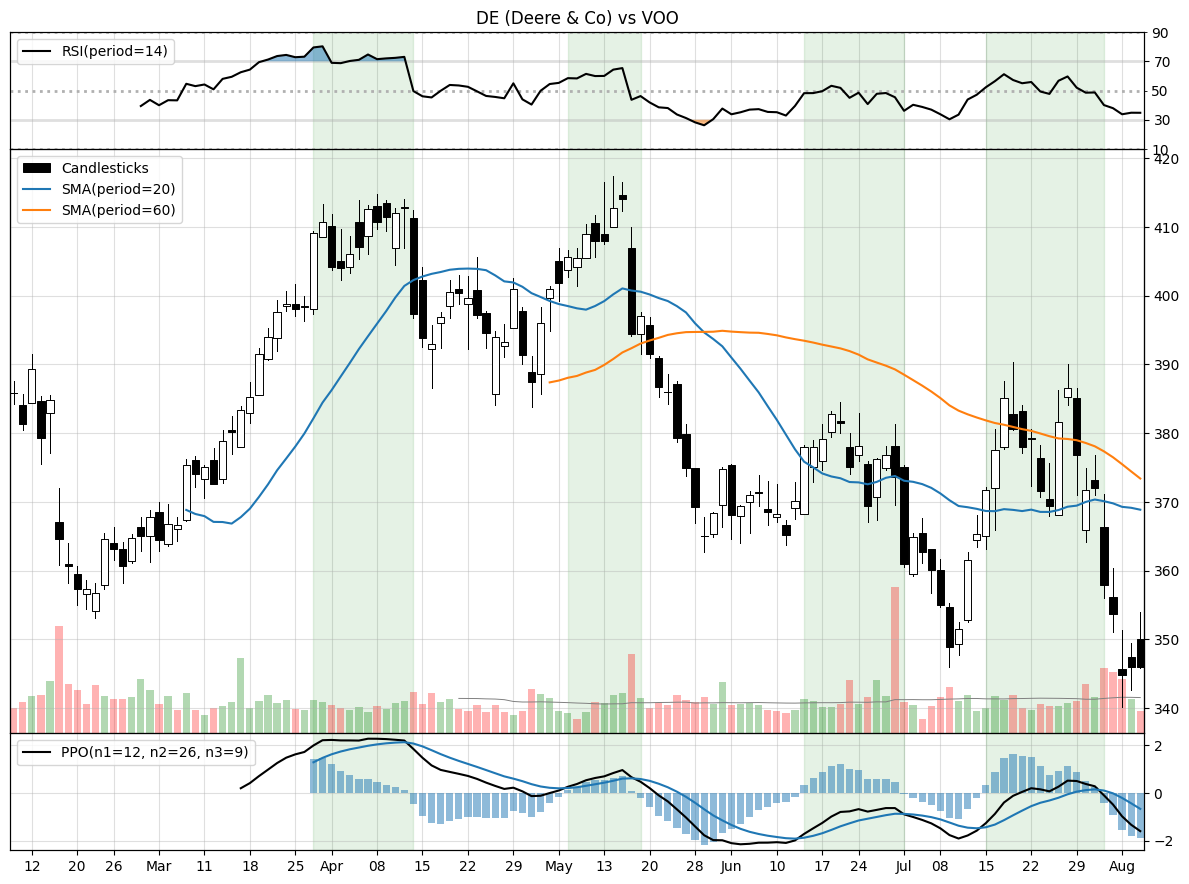 DE (Deere & Co) vs VOO
RSI(period=14)
90
70
50
30
10
Candlesticks
SMA(period=20)
SMA(period=60)
420
410
400
390
380
370
360
350
340
PPO(n1=12, n2=26, n3=9)
2
0
−2
12 20 26 Mar 11 18 25 Apr 08 15 22 29 May 13 20 28 Jun 10 17 24 Jul 08 15 22 29 Aug